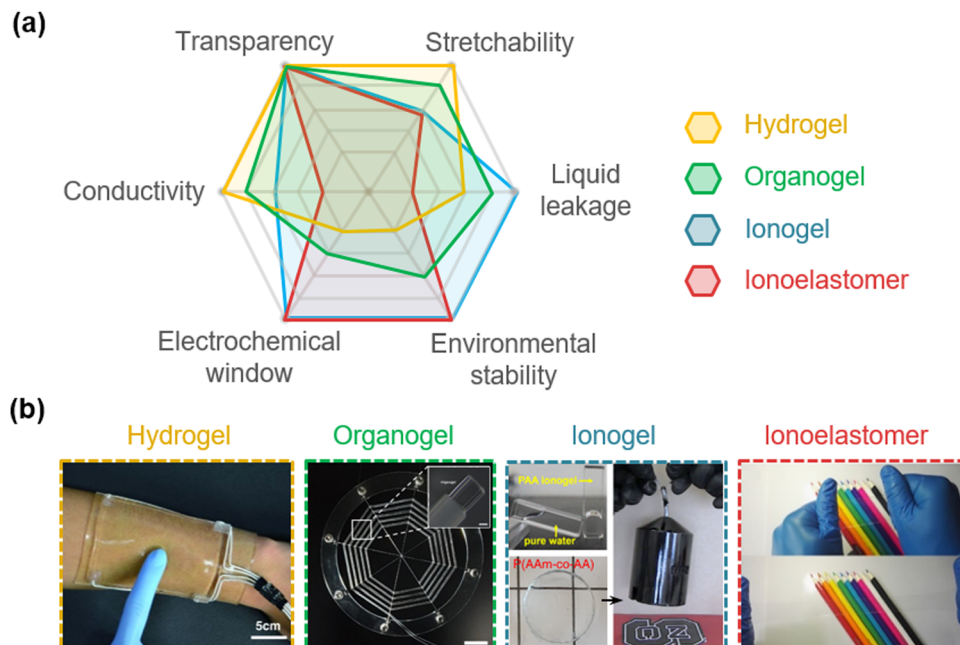 (a)
Transparency
Stretchability
Conductivity
Liquid
leakage
Electrochemical
window
Environmental
stability
Hydrogel
Organogel
Ionogel
Ionoelastomer
(b)
Hydrogel
Organogel
Ionogel
Ionoelastomer
5cm
Organogel
PAA Ionogel
pure water
P(AAm-co-AA)